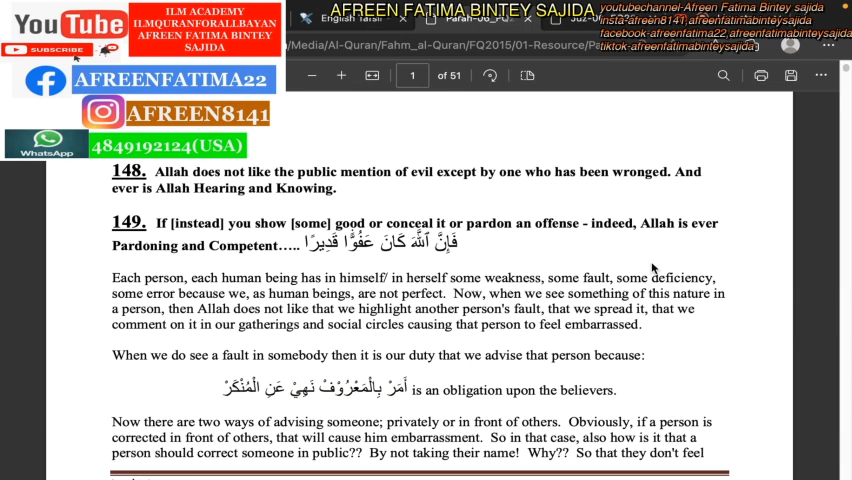 YouTube
SUBSCRIBE
ILM ACADEMY
ILMQURANFORALLBAYAN
AFREEN FATIMA BINTEY
SAJIDA
AFREENFATIMA22
AFREEN8141
WhatsApp
4849192124(USA)
English Tafsir
Parah-06_
AFREEN FATIMA BINTEY SAJIDA
youtubechannel-Afreen Fatima Bintey sajida
insta-afreen8141,afreenfatimabinteysajida
facebook-afreenfatima22,afreenfatimabinteysajida
tiktok-afreenfatimabinteysajida
/Media/Al-Quran/Fahm_al-Quran/FQ2015/01-Resource/Pa
1 of 51
148. Allah does not like the public mention of evil except by one who has been wronged. And
ever is Allah Hearing and Knowing.
149. If [instead] you show [some] good or conceal it or pardon an offense - indeed, Allah is ever
Pardoning and Competent..... فَإِنَّ ٱللَّهَ كَانَ عَفُوًّا قَدِيرًا
Each person, each human being has in himself/ in herself some weakness, some fault, some deficiency,
some error because we, as human beings, are not perfect. Now, when we see something of this nature in
a person, then Allah does not like that we highlight another person's fault, that we spread it, that we
comment on it in our gatherings and social circles causing that person to feel embarrassed.
When we do see a fault in somebody then it is our duty that we advise that person because:
أَمَرْ بِالْمَعْرُوْفْ نَهِيْ عَنِ الْمُنْكَرْ is an obligation upon the believers.
Now there are two ways of advising someone; privately or in front of others. Obviously, if a person is
corrected in front of others, that will cause him embarrassment. So in that case, also how is it that a
person should correct someone in public?? By not taking their name! Why?? So that they don't feel